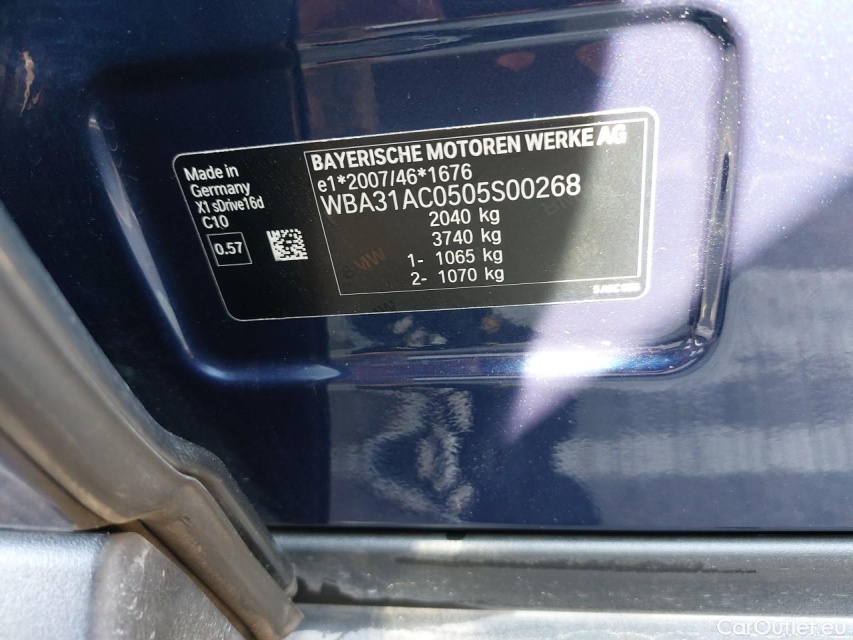 Made in
Germany
X1 sDrive16d
C10
0.57
BAYERISCHE MOTOREN WERKE AG
e1*2007/46*1676
WBA31AC0505S00268
2040 kg
3740 kg
1- 1065 kg
2- 1070 kg
BMW
CarOutlet.eu